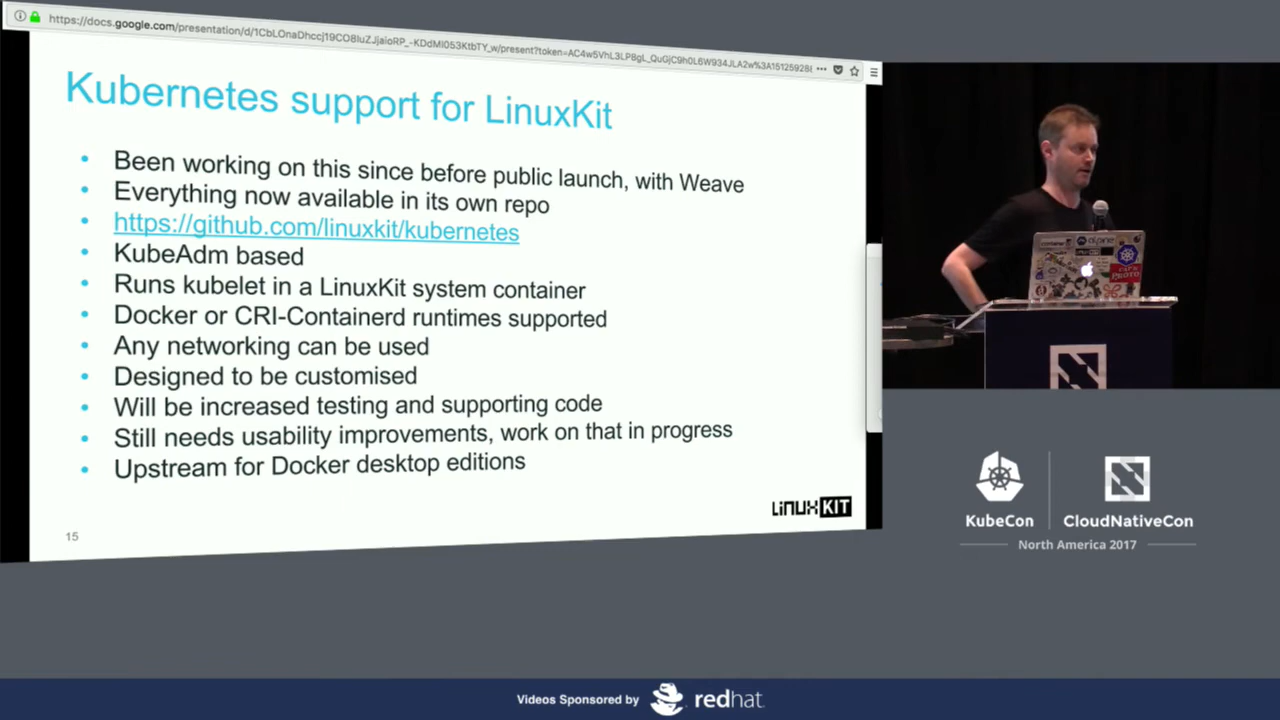 Kubernetes support for LinuxKit
• Been working on this since before public launch, with Weave
• Everything now available in its own repo
• https://github.com/linuxkit/kubernetes
• KubeAdm based
• Runs kubelet in a LinuxKit system container
• Docker or CRI-Containerd runtimes supported
• Any networking can be used
• Designed to be customised
• Will be increased testing and supporting code
• Still needs usability improvements, work on that in progress
• Upstream for Docker desktop editions
LinuxKIT
15
alpine
KubeCon
CloudNativeCon
North America 2017
Videos Sponsored by redhat.